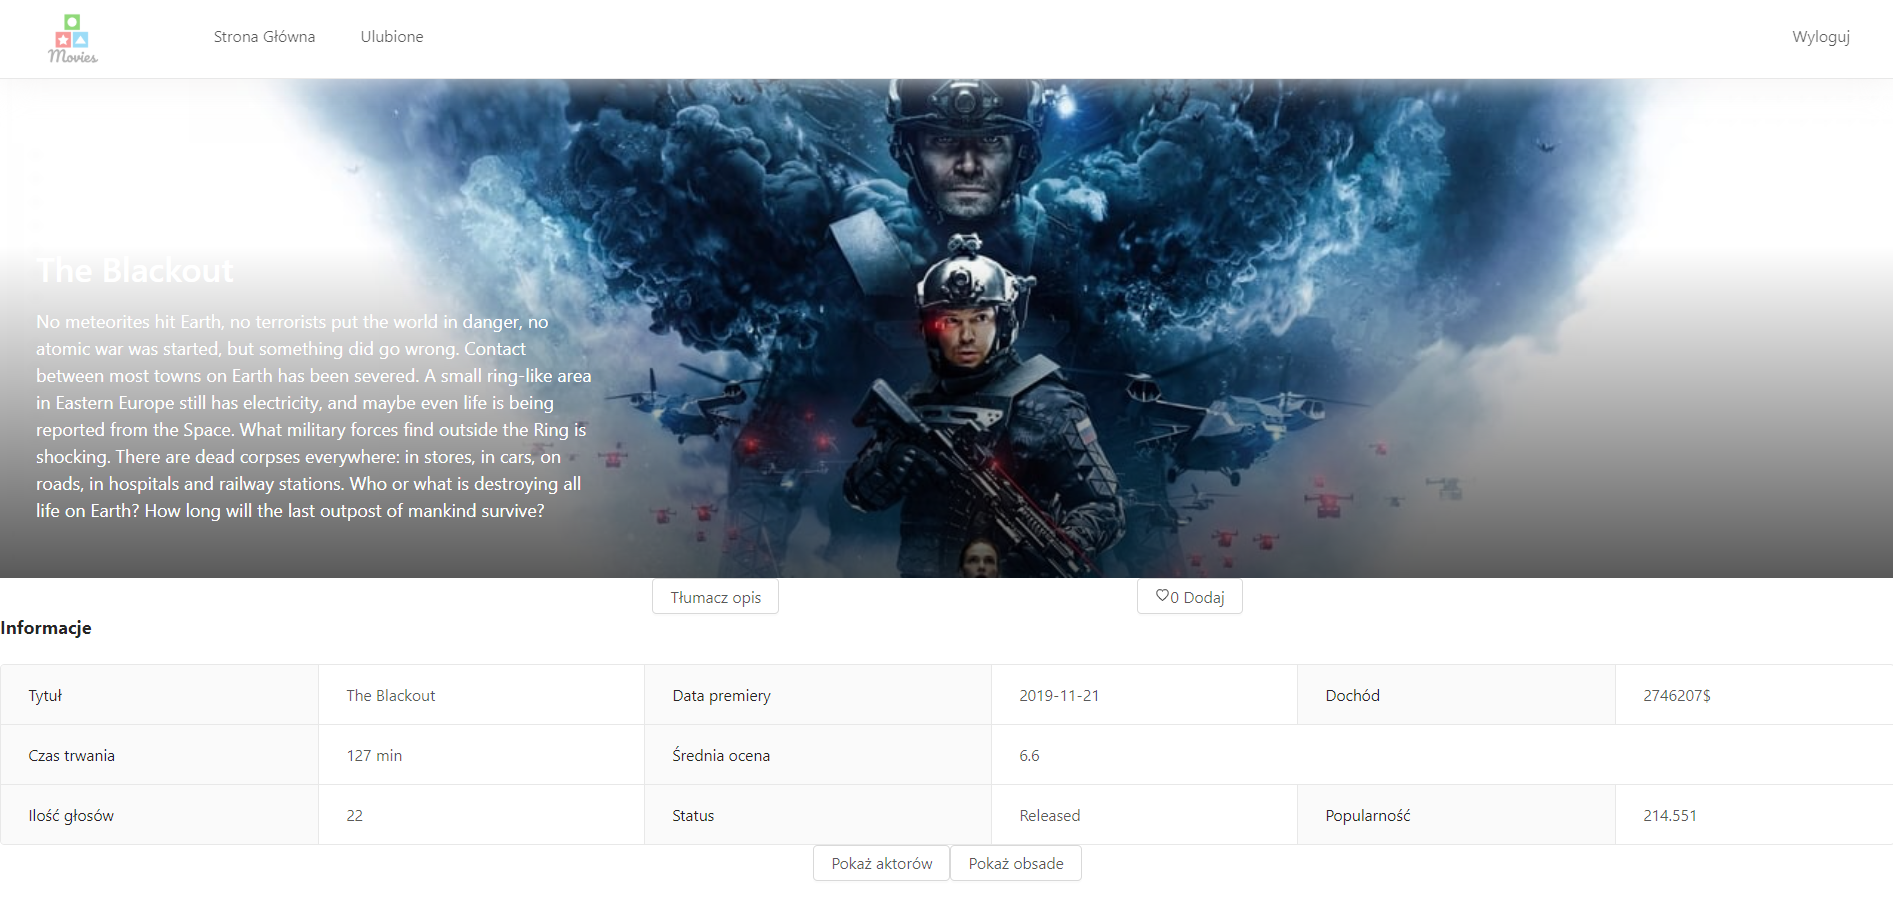 Movies
Strona Główna
Ulubione
Wyloguj
The Blackout
No meteorites hit Earth, no terrorists put the world in danger, no
atomic war was started, but something did go wrong. Contact
between most towns on Earth has been severed. A small ring-like area
in Eastern Europe still has electricity, and maybe even life is being
reported from the Space. What military forces find outside the Ring is
shocking. There are dead corpses everywhere: in stores, in cars, on
roads, in hospitals and railway stations. Who or what is destroying all
life on Earth? How long will the last outpost of mankind survive?
Tłumacz opis
0 Dodaj
Informacje
Tytuł
The Blackout
Data premiery
2019-11-21
Dochód
2746207$
Czas trwania
127 min
Średnia ocena
6.6
Ilość głosów
22
Status
Released
Popularność
214.551
Pokaż aktorów
Pokaż obsade